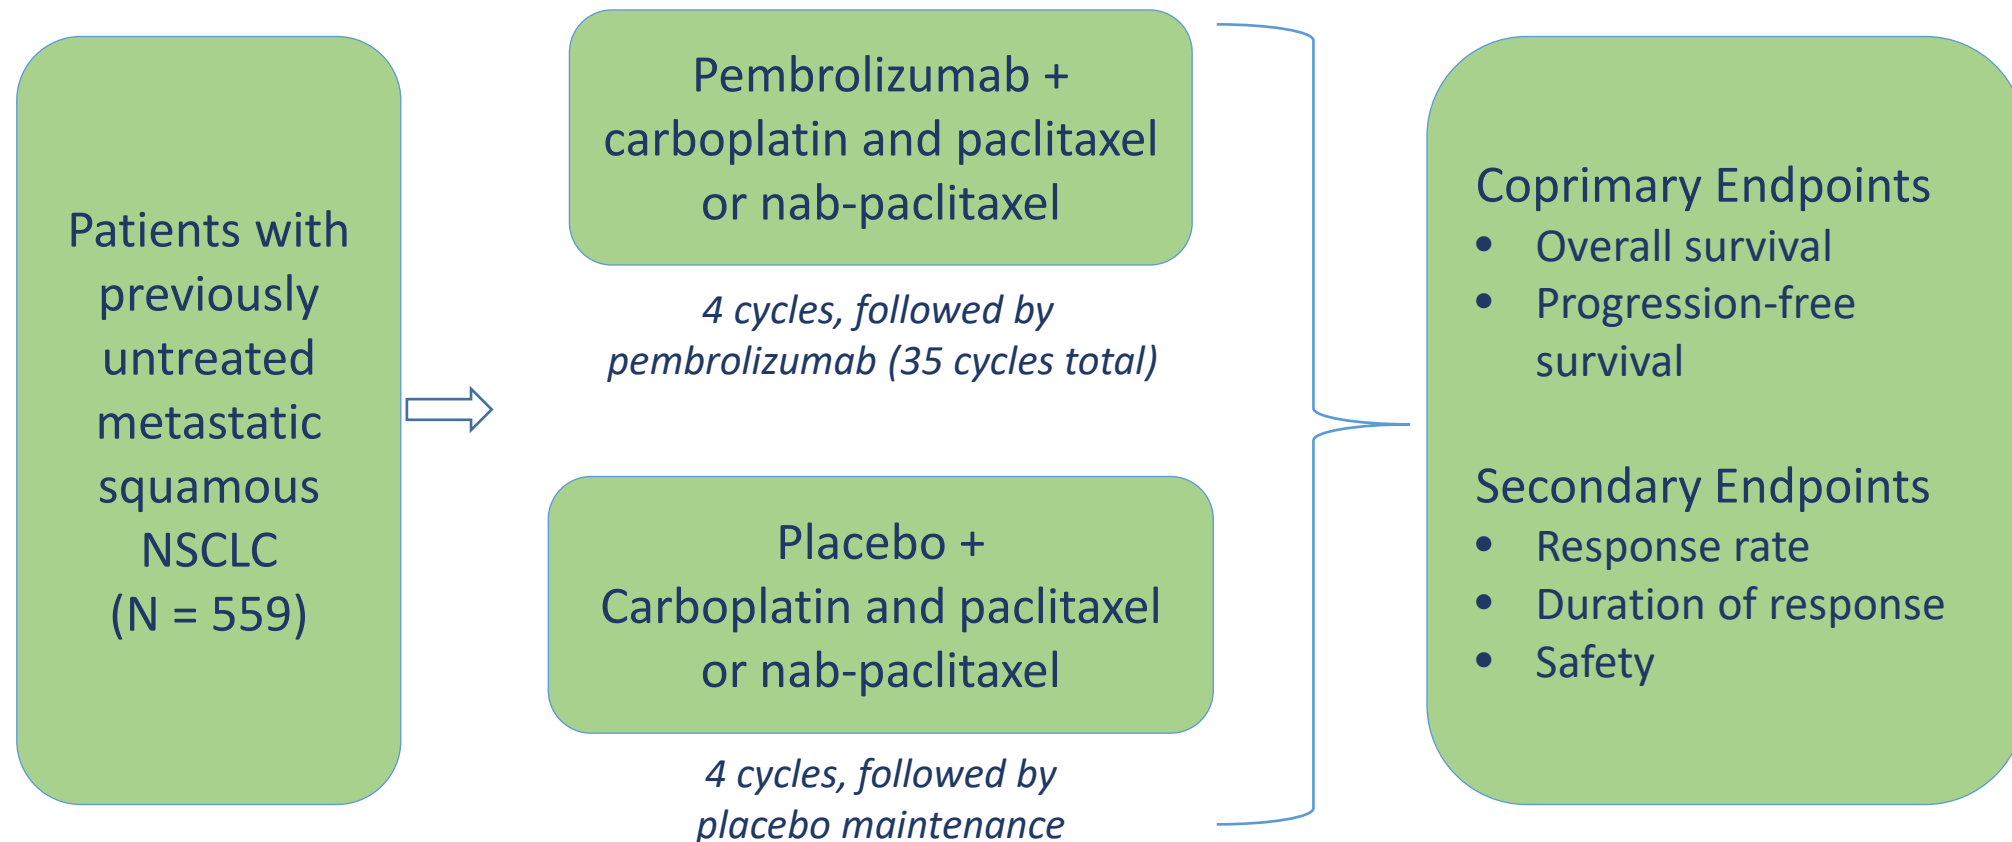 Patients with
previously
untreated
metastatic
squamous
NSCLC
(N = 559)
Pembrolizumab +
carboplatin and paclitaxel
or nab-paclitaxel
4 cycles, followed by
pembrolizumab (35 cycles total)
Placebo +
Carboplatin and paclitaxel
or nab-paclitaxel
4 cycles, followed by
placebo maintenance
Coprimary Endpoints
• Overall survival
• Progression-free
survival
Secondary Endpoints
• Response rate
• Duration of response
• Safety